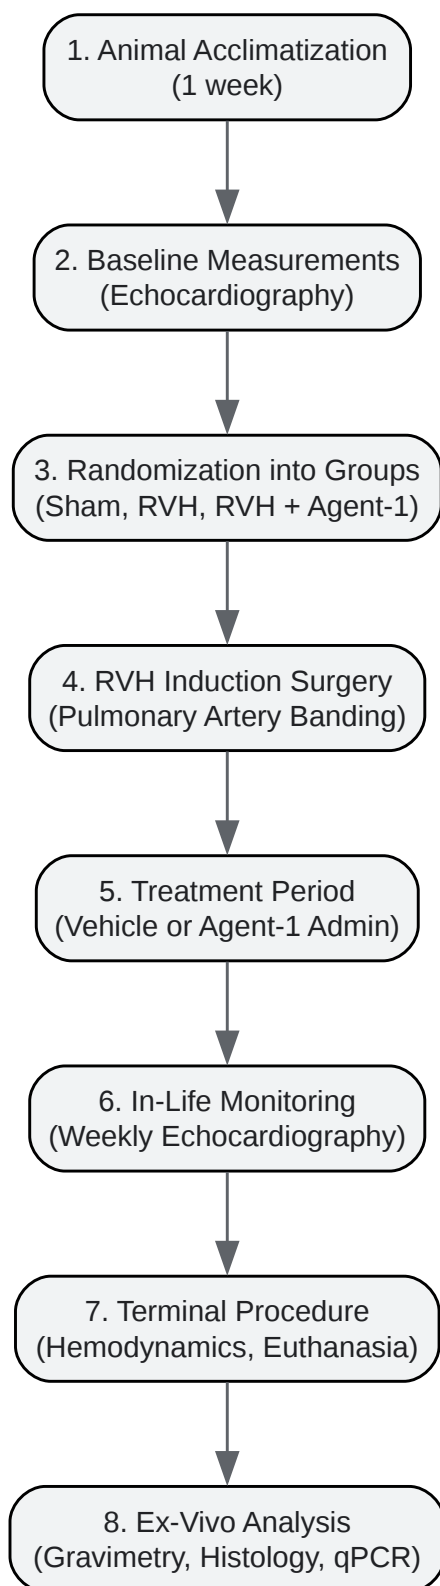 1. Animal Acclimatization
(1 week)
2. Baseline Measurements
(Echocardiography)
3. Randomization into Groups
(Sham, RVH, RVH + Agent-1)
4. RVH Induction Surgery
(Pulmonary Artery Banding)
5. Treatment Period
(Vehicle or Agent-1 Admin)
6. In-Life Monitoring
(Weekly Echocardiography)
7. Terminal Procedure
(Hemodynamics, Euthanasia)
8. Ex-Vivo Analysis
(Gravimetry, Histology, qPCR)